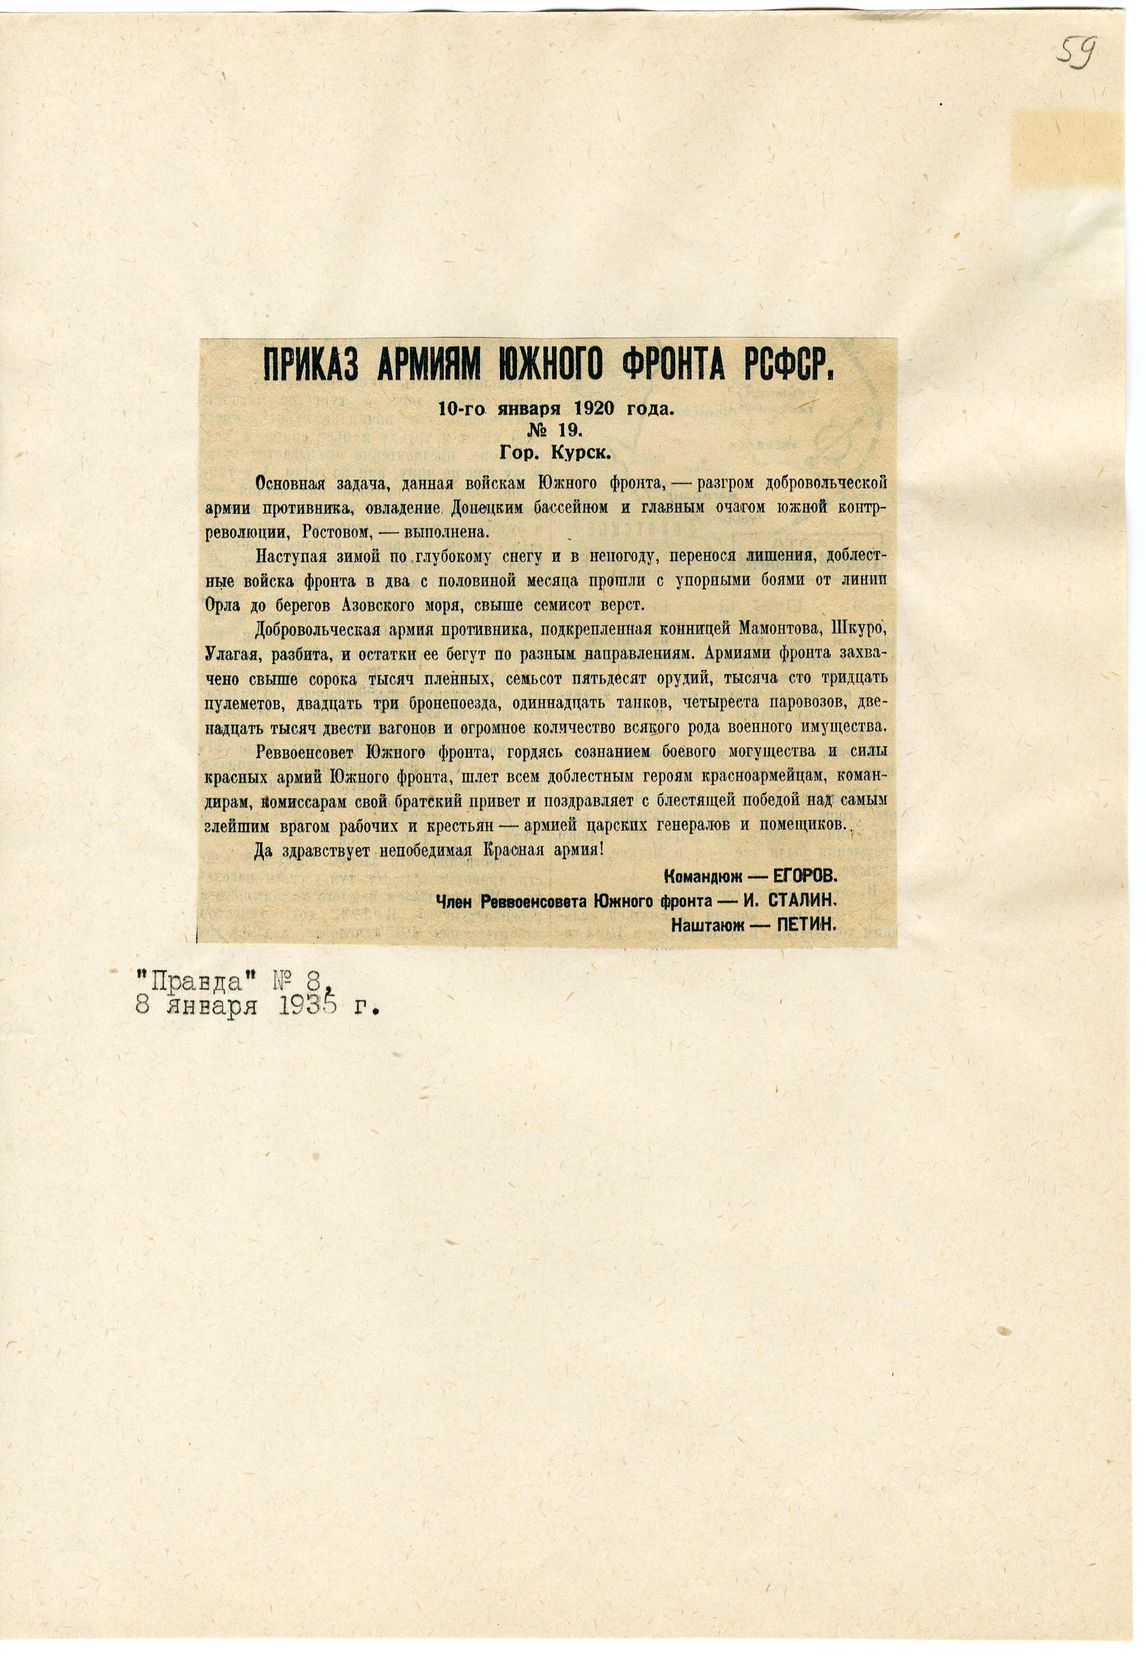 59
ПРИКАЗ АРМИЯМ ЮЖНОГО ФРОНТА РСФСР.
10-го января 1920 года.
№ 19.
Гор. Курск.
Основная задача, данная войскам Южного фронта, — разгром добровольческой
армии противника, овладение Донецким бассейном и главным очагом южной контр-
революции, Ростовом, — выполнена.
Наступая зимой по глубокому снегу и в непогоду, перенося лишения, доблест-
ные войска фронта в два с половиной месяца прошли с упорными боями от линии
Орла до берегов Азовского моря, свыше семисот верст.
Добровольческая армия противника, подкрепленная конницей Мамонтова, Шкуро,
Улагая, разбита, и остатки ее бегут по разным направлениям. Армиями фронта захва-
чено свыше сорока тысяч пленных, семьсот пятьдесят орудий, тысяча сто тридцать
пулеметов, двадцать три бронепоезда, одиннадцать танков, четыреста паровозов, две-
надцать тысяч двести вагонов и огромное количество всякого рода военного имущества.
Реввоенсовет Южного фронта, гордясь сознанием боевого могущества и силы
красных армий Южного фронта, шлет всем доблестным героям красноармейцам, коман-
дирам, комиссарам свой братский привет и поздравляет с блестящей победой над самым
злейшим врагом рабочих и крестьян — армией царских генералов и помещиков.
Да здравствует непобедимая Красная армия!
Командюж — ЕГОРОВ.
Член Реввоенсовета Южного фронта — И. СТАЛИН.
Наштаюж — ПЕТИН.
"Правда" № 8,
8 января 1935 г.